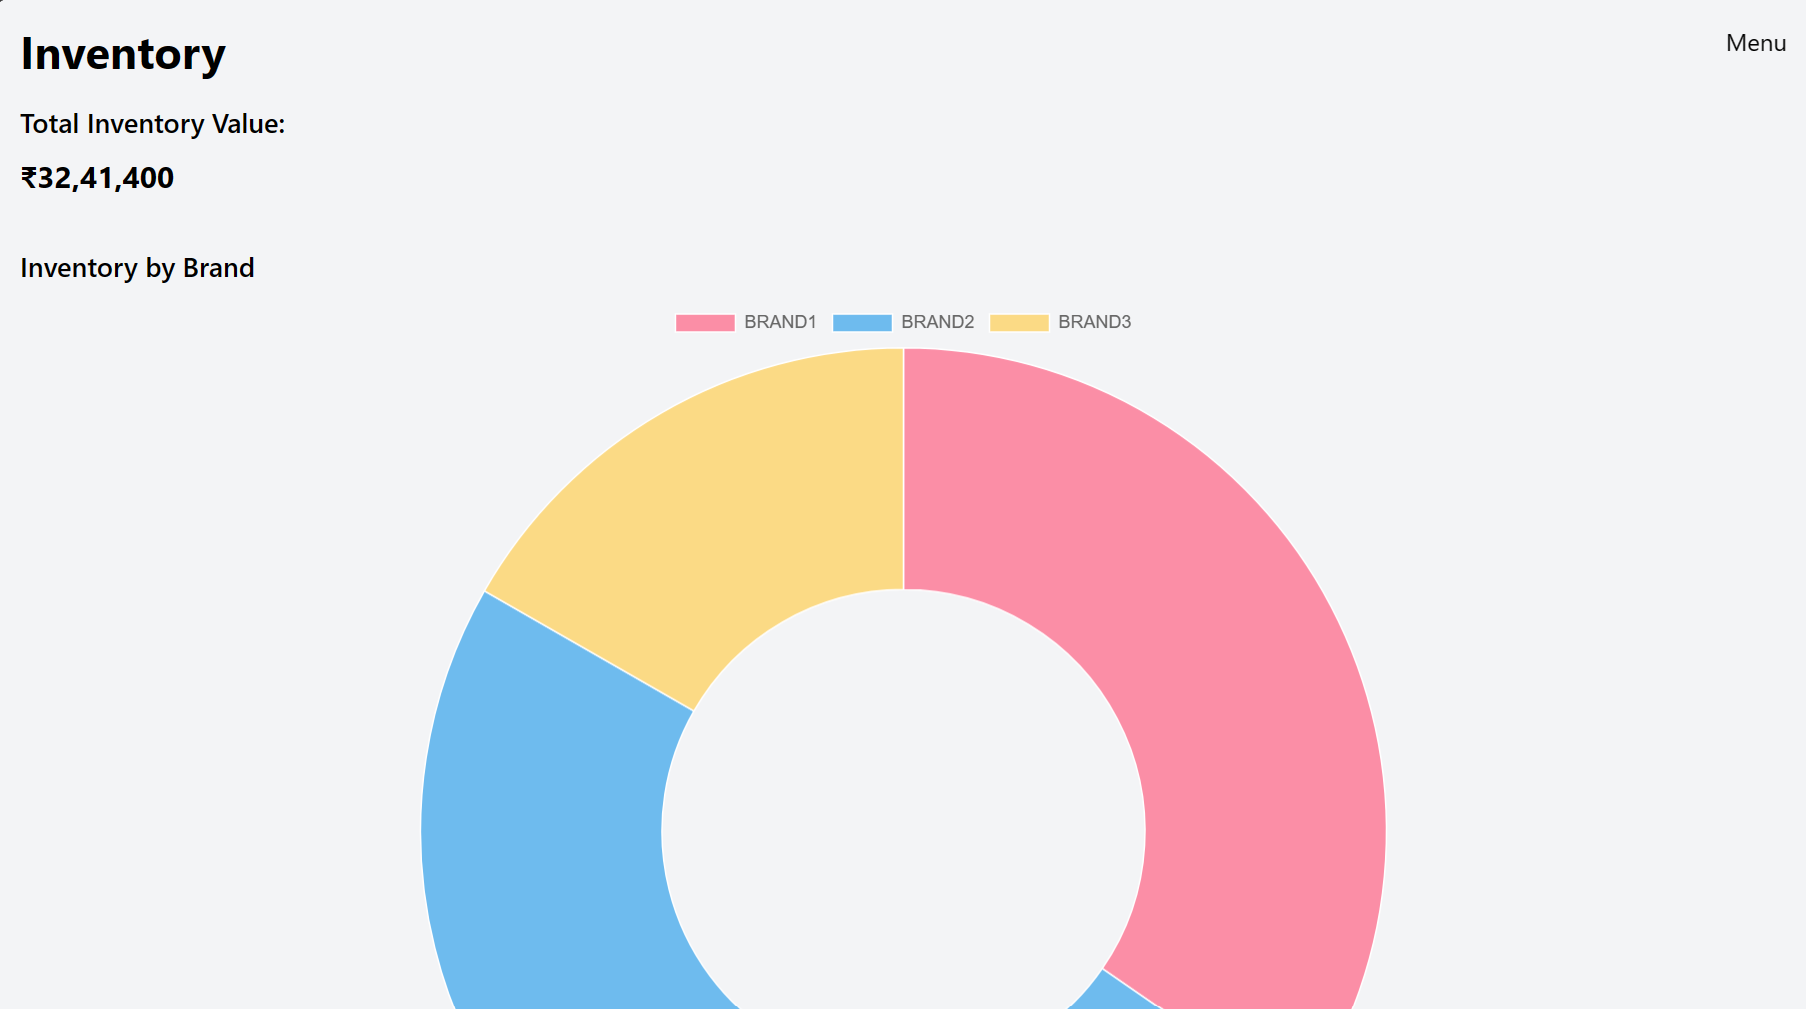 Inventory
Menu
Total Inventory Value:
₹32,41,400
Inventory by Brand
BRAND1 BRAND2 BRAND3